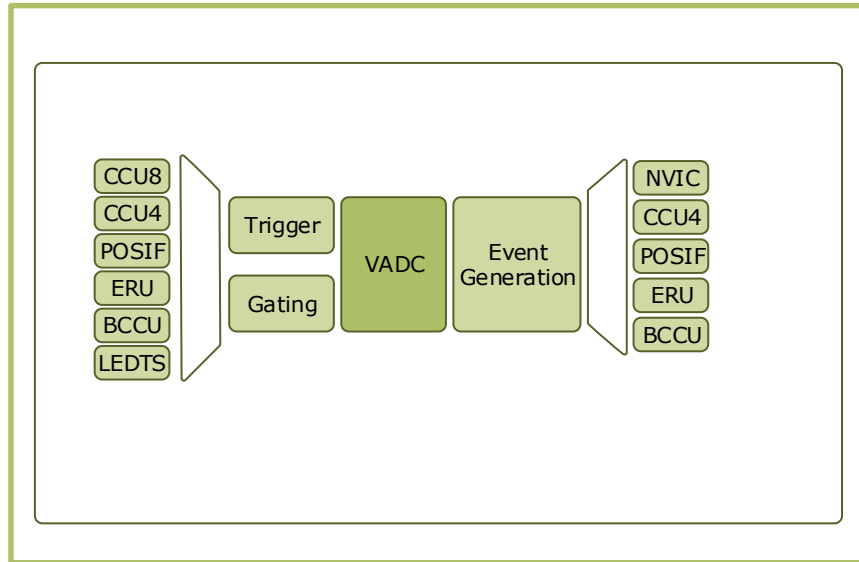 CCU8
CCU4
POSIF
ERU
BCCU
LEDTS
Trigger
Gating
VADC
Event
Generation
NVIC
CCU4
POSIF
ERU
BCCU